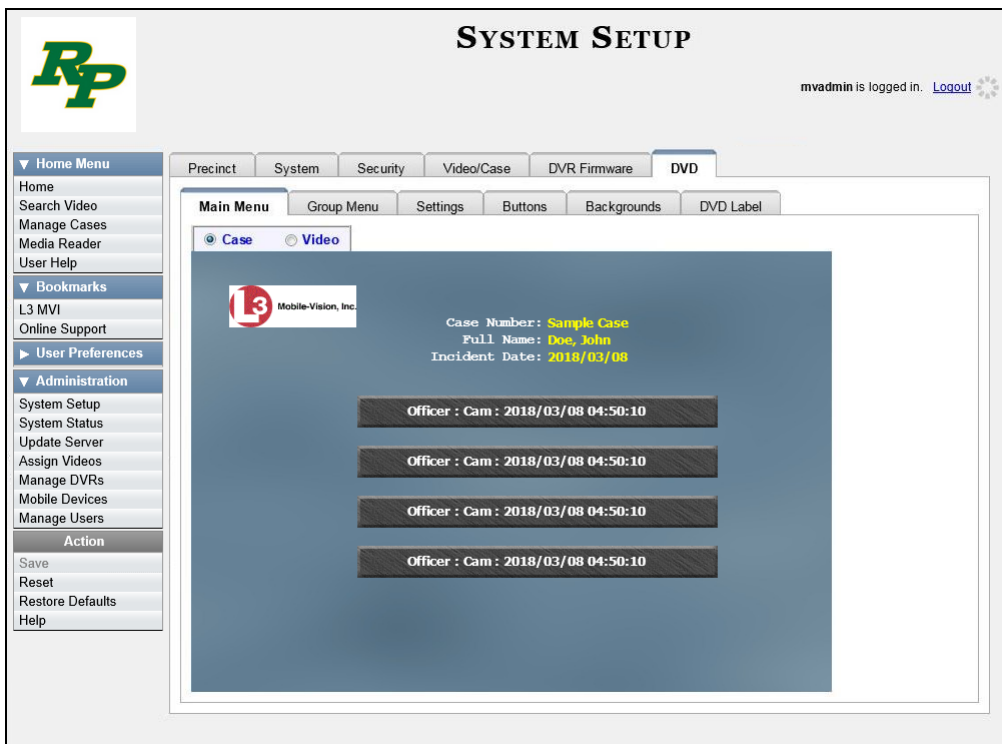 RP
SYSTEM SETUP
mvadmin is logged in. Logout
▼ Home Menu
Home
Search Video
Manage Cases
Media Reader
User Help
▼ Bookmarks
L3 MVI
Online Support
▶ User Preferences
▼ Administration
System Setup
System Status
Update Server
Assign Videos
Manage DVRs
Mobile Devices
Manage Users
Action
Save
Reset
Restore Defaults
Help
Precinct System Security Video/Case DVR Firmware DVD
Main Menu Group Menu Settings Buttons Backgrounds DVD Label
Case Video
L3 Mobile-Vision, Inc.
Case Number: Sample Case
Full Name: Doe, John
Incident Date: 2018/03/08
Officer : Cam : 2018/03/08 04:50:10
Officer : Cam : 2018/03/08 04:50:10
Officer : Cam : 2018/03/08 04:50:10
Officer : Cam : 2018/03/08 04:50:10